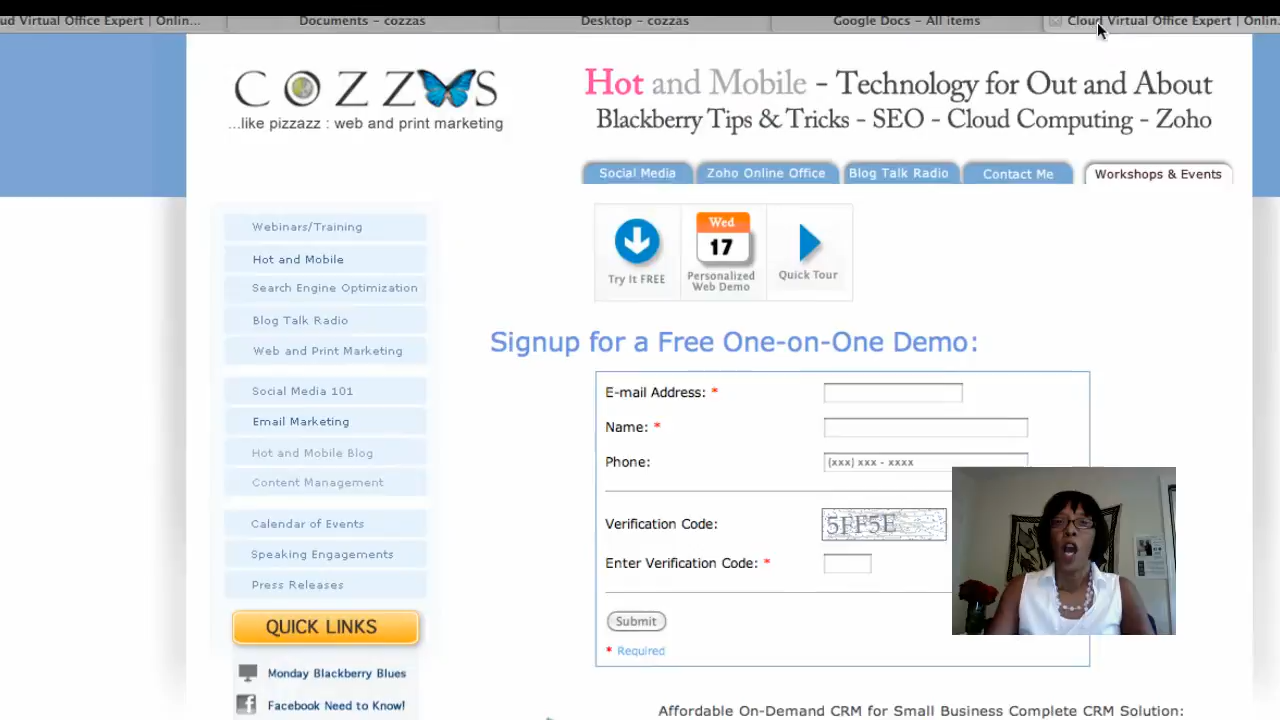 ud Virtual Office Expert | Onlin...
Documents – cozzas
Desktop – cozzas
Google Docs – All items
Cloud Virtual Office Expert | Onlin.
COZZAS
...like pizzazz : web and print marketing
Hot and Mobile - Technology for Out and About
Blackberry Tips & Tricks - SEO - Cloud Computing - Zoho
Social Media
Zoho Online Office
Blog Talk Radio
Contact Me
Workshops & Events
Webinars/Training
Hot and Mobile
Search Engine Optimization
Blog Talk Radio
Web and Print Marketing
Social Media 101
Email Marketing
Hot and Mobile Blog
Content Management
Calendar of Events
Speaking Engagements
Press Releases
QUICK LINKS
Monday Blackberry Blues
Facebook Need to Know!
Try It FREE
Wed
17
Personalized
Web Demo
Quick Tour
Signup for a Free One-on-One Demo:
E-mail Address: *
Name: *
Phone:
(xxx) xxx - xxxx
Verification Code:
5FF5E
Enter Verification Code: *
Submit
* Required
Affordable On-Demand CRM for Small Business Complete CRM Solution: